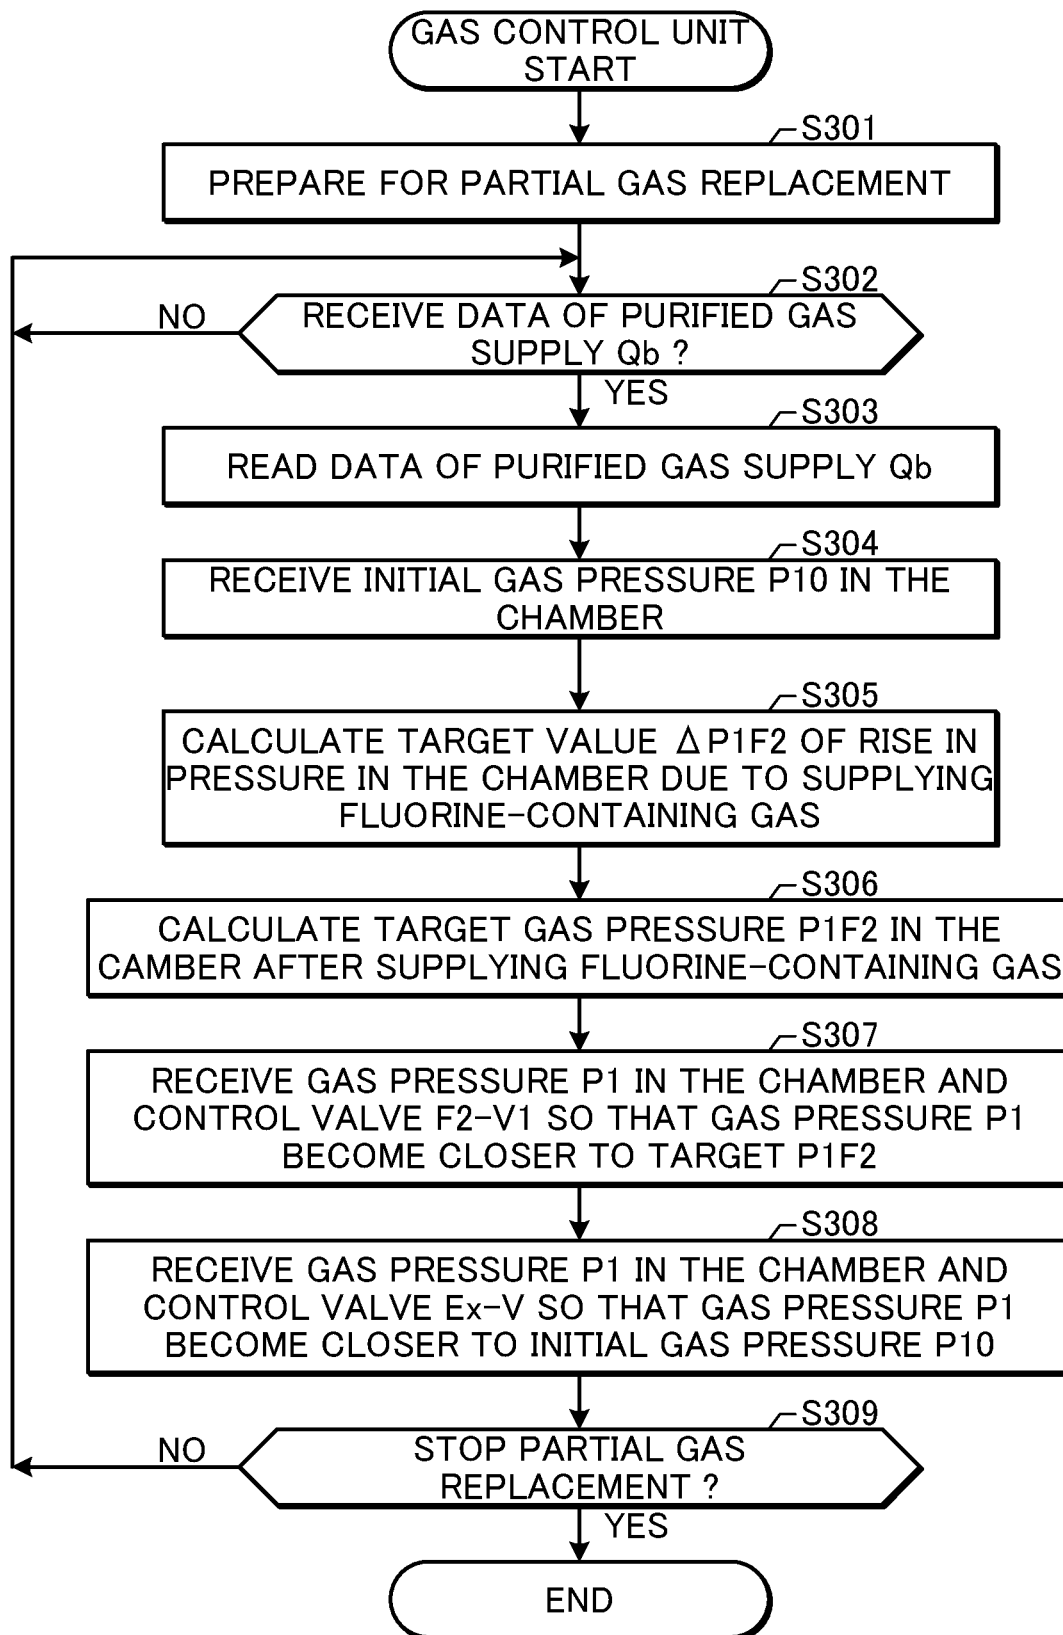 GAS CONTROL UNIT
START
S301
PREPARE FOR PARTIAL GAS REPLACEMENT
S302
RECEIVE DATA OF PURIFIED GAS
SUPPLY Qb ?
NO
YES
S303
READ DATA OF PURIFIED GAS SUPPLY Qb
S304
RECEIVE INITIAL GAS PRESSURE P10 IN THE
CHAMBER
S305
CALCULATE TARGET VALUE ΔP1F2 OF RISE IN
PRESSURE IN THE CHAMBER DUE TO SUPPLYING
FLUORINE-CONTAINING GAS
S306
CALCULATE TARGET GAS PRESSURE P1F2 IN THE
CAMBER AFTER SUPPLYING FLUORINE-CONTAINING GAS
S307
RECEIVE GAS PRESSURE P1 IN THE CHAMBER AND
CONTROL VALVE F2-V1 SO THAT GAS PRESSURE P1
BECOME CLOSER TO TARGET P1F2
S308
RECEIVE GAS PRESSURE P1 IN THE CHAMBER AND
CONTROL VALVE Ex-V SO THAT GAS PRESSURE P1
BECOME CLOSER TO INITIAL GAS PRESSURE P10
S309
STOP PARTIAL GAS
REPLACEMENT ?
NO
YES
END